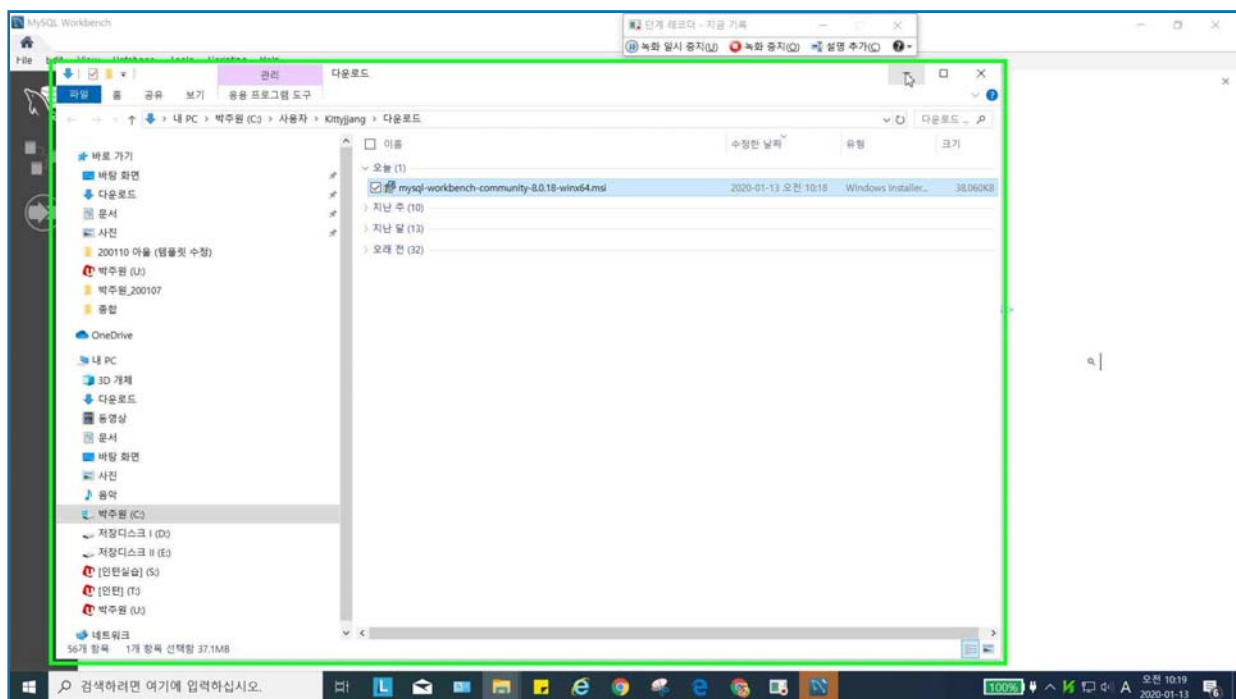 MySQL Workbench
단계 레코더 - 지금 기록
녹화 일시 중지(U) 녹화 중지(O) 설명 추가(C)
File
관리 다운로드
파일 홈 공유 보기 응용 프로그램 도구
내 PC > 박주원 (C:) > 사용자 > Kittyjjang > 다운로드
다운로드 ...
이름 수정한 날짜 유형 크기
바로 가기
오늘 (1)
바탕 화면
mysql-workbench-community-8.0.18-winx64.msi 2020-01-13 오전 10:18 Windows Installer... 38,060KB
다운로드
지난 주 (10)
문서
지난 달 (13)
사진
오래 전 (32)
200110 아울 (템플릿 수정)
박주원 (U:)
박주원_200107
종합
OneDrive
내 PC
3D 개체
다운로드
동영상
문서
바탕 화면
사진
음악
박주원 (C:)
저장디스크 I (D:)
저장디스크 II (E:)
[인턴실습] (S:)
[인턴] (T:)
박주원 (U:)
네트워크
56개 항목 1개 항목 선택함 37.1MB
검색하려면 여기에 입력하십시오.
100%
A
오전 10:19
2020-01-13